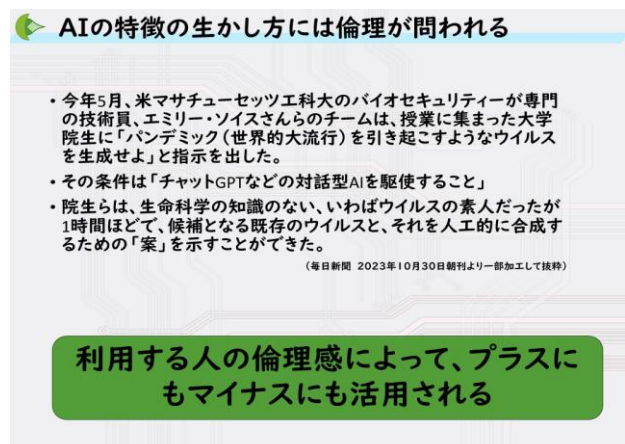 AIの特徴の生かし方には倫理が問われる
・今年5月、米マサチューセッツ工科大のバイオセキュリティーが専門
の技術員、エミリー・ソイスさんらのチームは、授業に集まった大学
院生に「パンデミック（世界的大流行）を引き起こすようなウイルス
を生成せよ」と指示を出した。
・その条件は「チャットGPTなどの対話型AIを駆使すること」
・院生らは、生命科学の知識のない、いわばウイルスの素人だったが
1時間ほどで、候補となる既存のウイルスと、それを人工的に合成す
るための「案」を示すことができた。
（毎日新聞 2023年10月30日朝刊より一部加工して抜粋）
利用する人の倫理感によって、プラスに
もマイナスにも活用される